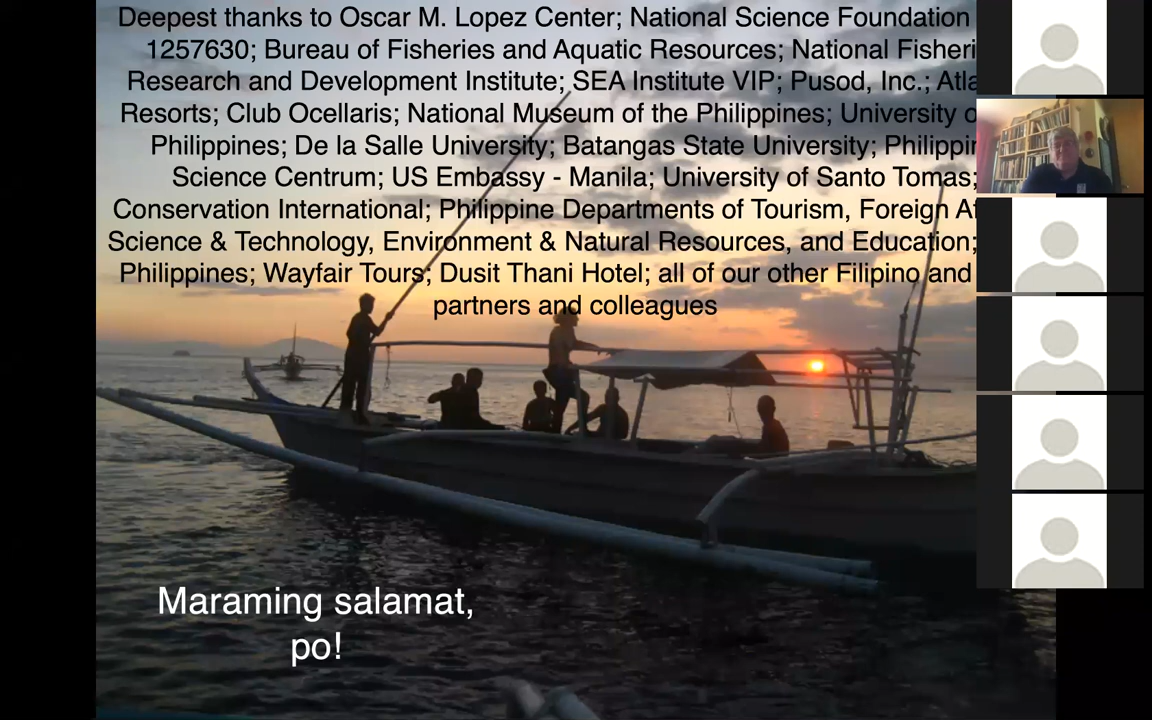 Deepest thanks to Oscar M. Lopez Center; National Science Foundation
1257630; Bureau of Fisheries and Aquatic Resources; National
Research and Development Institute; SEA Institute VIP; Pusod, Inc.;
Resorts; Club Ocellaris; National Museum of the Philippines; University
Philippines; De la Salle University; Batangas State University;
Science Centrum; US Embassy - Manila; University of Santo Tomas;
Conservation International; Philippine Departments of Tourism, Foreign
Science & Technology, Environment & Natural Resources, and Education;
Philippines; Wayfair Tours; Dusit Thani Hotel; all of our other Filipino and
partners and colleagues
Maraming salamat,
po!